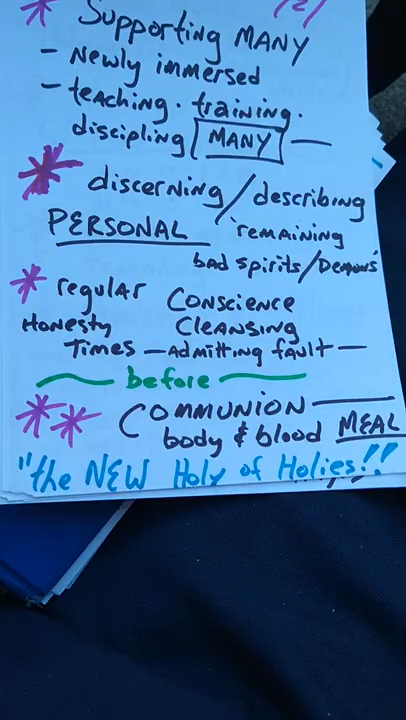 * Supporting MANY
- Newly immersed
- teaching. training.
discipling MANY —
* discerning/describing
PERSONAL remaining
bad spirits/Demons
* regular Conscience
Honesty Cleansing
Times — Admitting fault —
~ before ~
** COMMUNION —
body & blood MEAL
"the NEW Holy of Holies!!